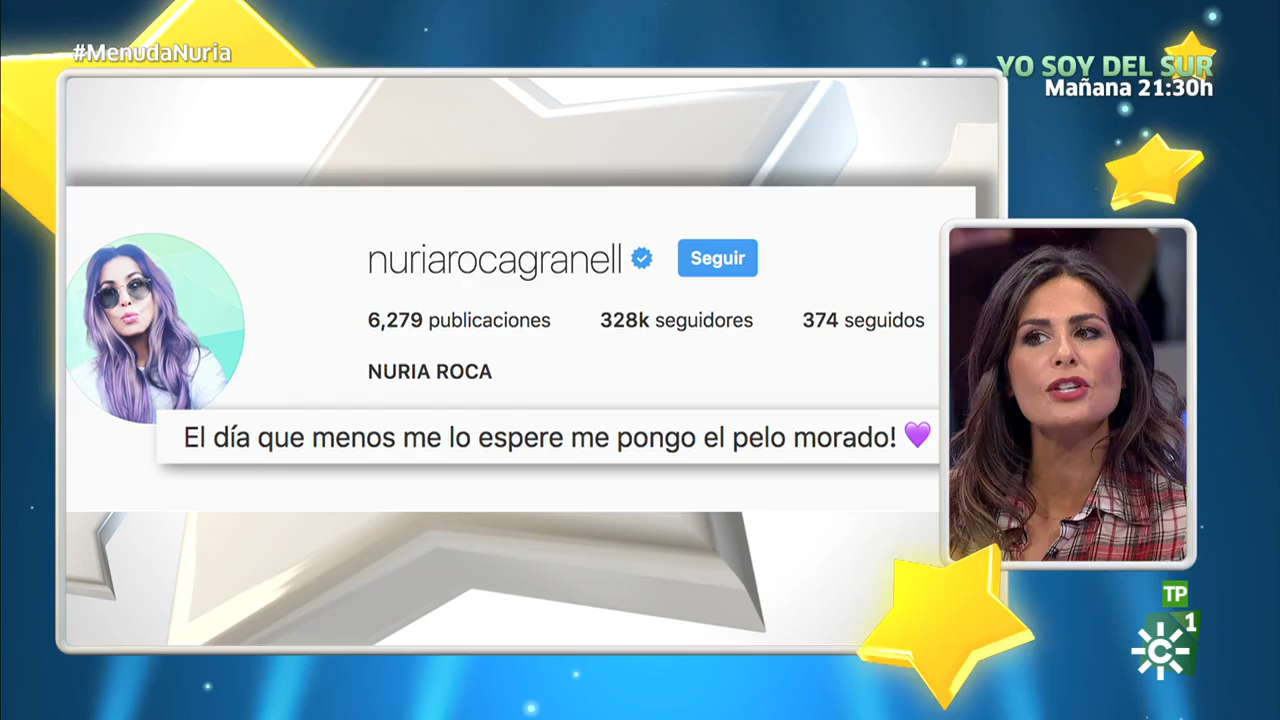 #MenudaNuria
YO SOY DEL SUR
Mañana 21:30h
nuriarocagranell
Seguir
6,279 publicaciones
328k seguidores
374 seguidos
NURIA ROCA
El día que menos me lo espere me pongo el pelo morado! 💜
TP
1
C